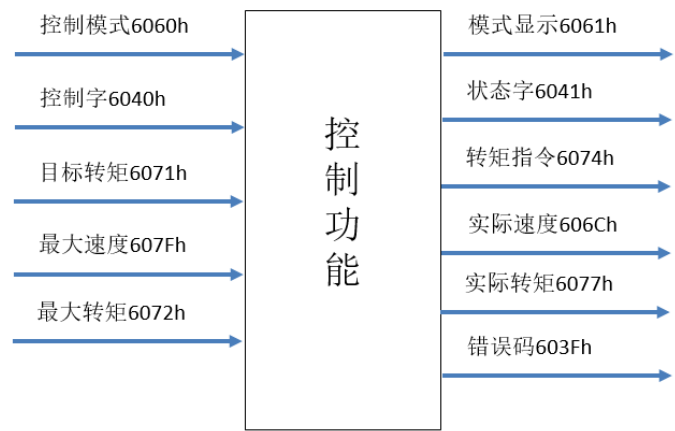 控制模式6060h
控制字6040h
目标转矩6071h
最大速度607Fh
最大转矩6072h
控制功能
模式显示6061h
状态字6041h
转矩指令6074h
实际速度606Ch
实际转矩6077h
错误码603Fh